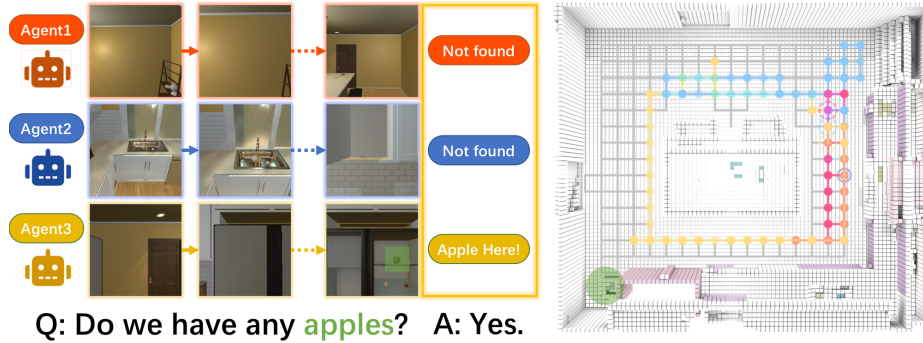 Agent1
Not found
Agent2
Not found
Agent3
Apple Here!
Q: Do we have any apples? A: Yes.